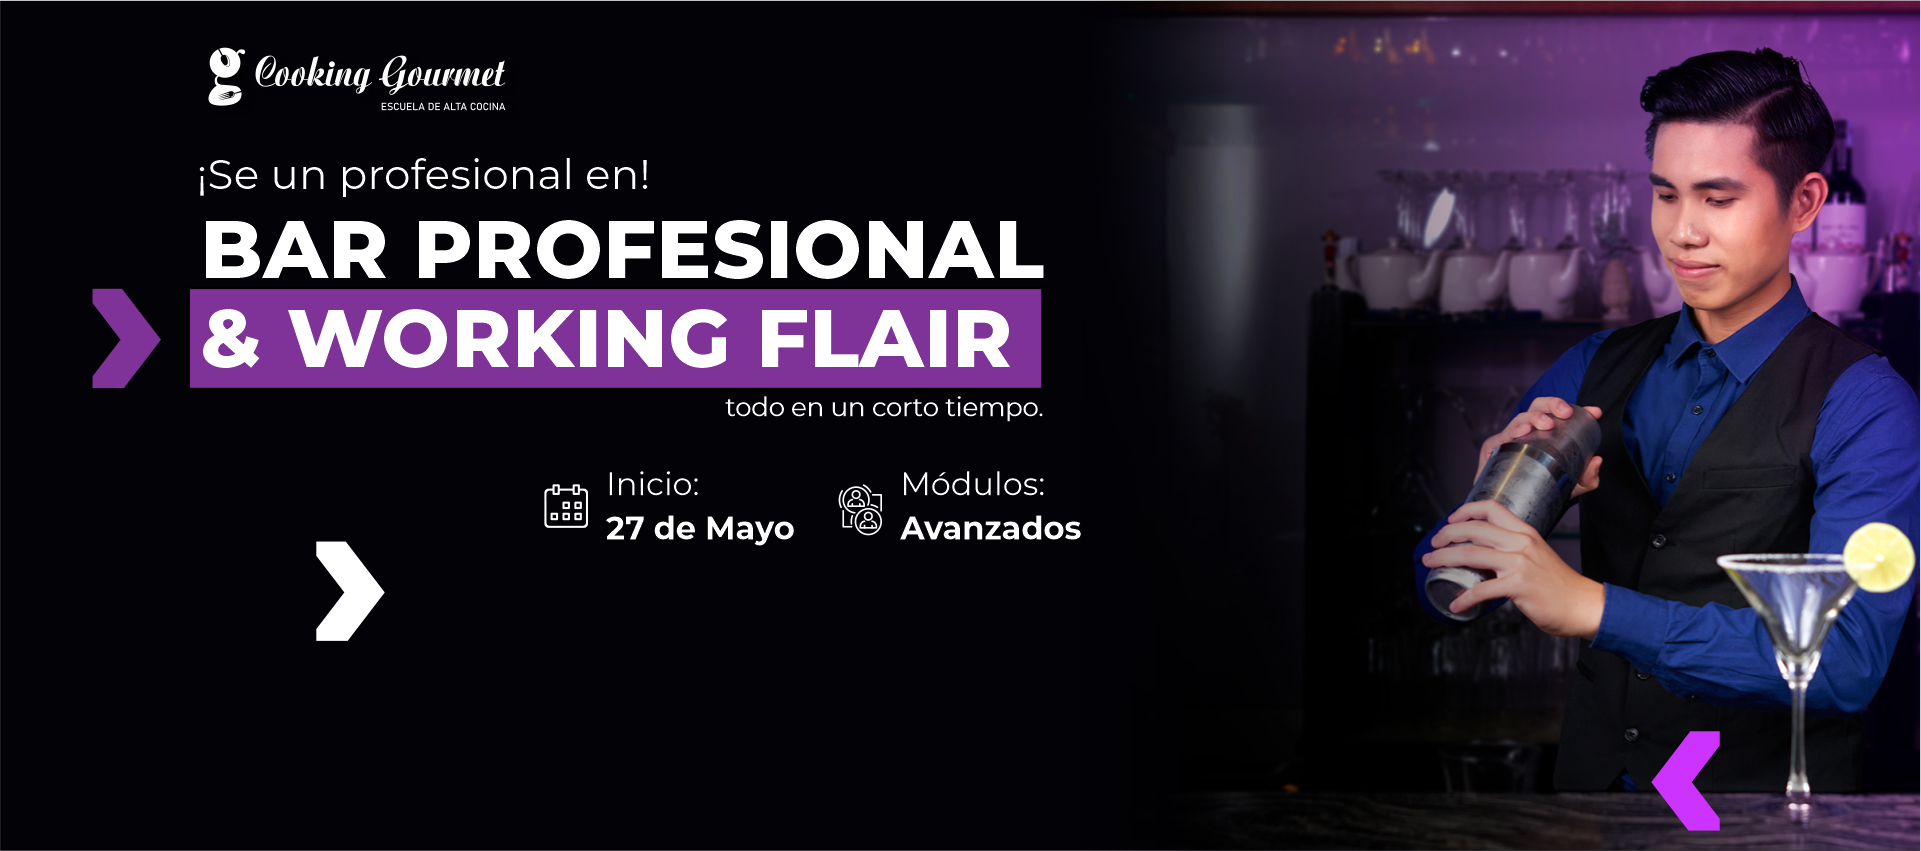 Cooking Gourmet
ESCUELA DE ALTA COCINA
¡Se un profesional en!
BAR PROFESIONAL
& WORKING FLAIR
todo en un corto tiempo.
Inicio:
27 de Mayo
Módulos:
Avanzados